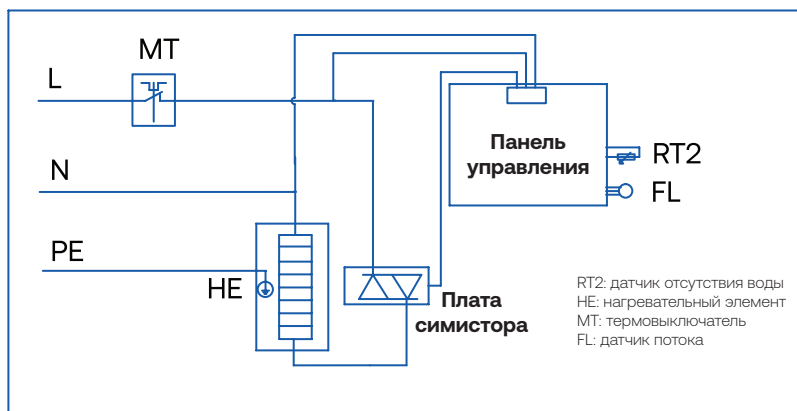 MT
L
Панель
управления
RT2
FL
N
PE
HE
Плата
симистора
RT2: датчик отсутствия воды
HE: нагревательный элемент
MT: термовыключатель
FL: датчик потока